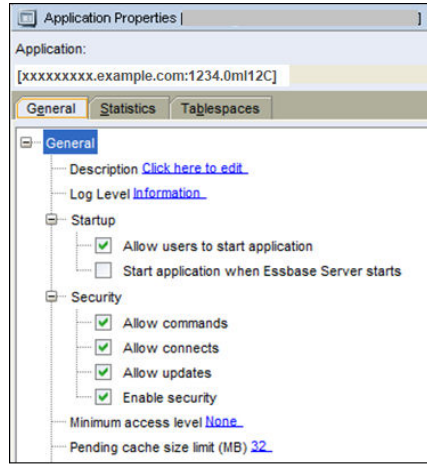 Application Properties [ ]
Application:
[xxxxxxxxx.example.com:1234.0ml12C]
General Statistics Tablespaces
General
Description Click here to edit
Log Level Information
Startup
Allow users to start application
Start application when Essbase Server starts
Security
Allow commands
Allow connects
Allow updates
Enable security
Minimum access level None
Pending cache size limit (MB) 32